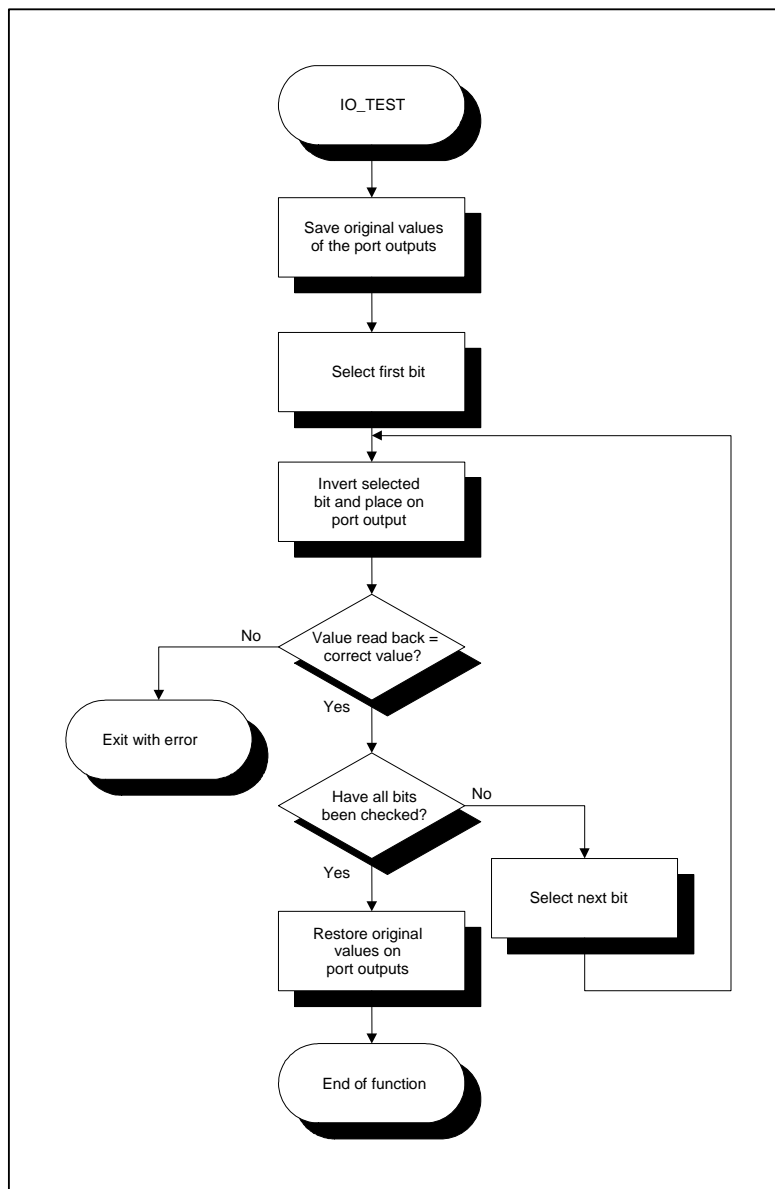 IO_TEST
Save original values
of the port outputs
Select first bit
Invert selected
bit and place on
port output
No
Value read back =
correct value?
Yes
Exit with error
Have all bits
been checked?
No
Yes
Select next bit
Restore original
values on
port outputs
End of function